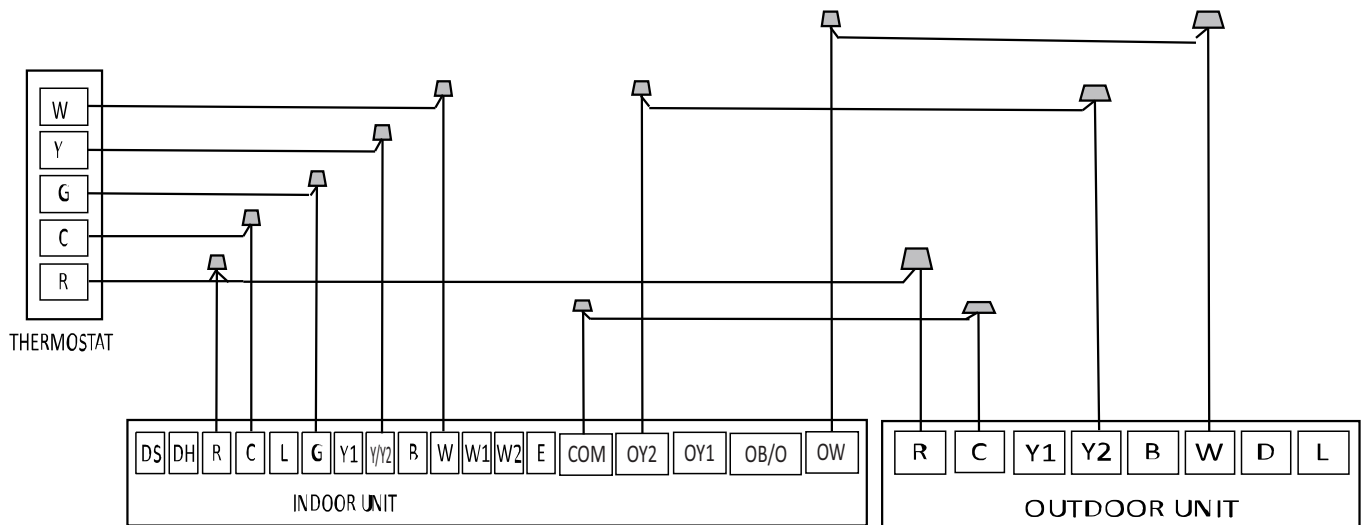 W
Y
G
C
R
THERMOSTAT
DS DH R C L G Y1 Y/Y2 B W W1 W2 E COM OY2 OY1 OB/O OW
INDOOR UNIT
R C Y1 Y2 B W D L
OUTDOOR UNIT